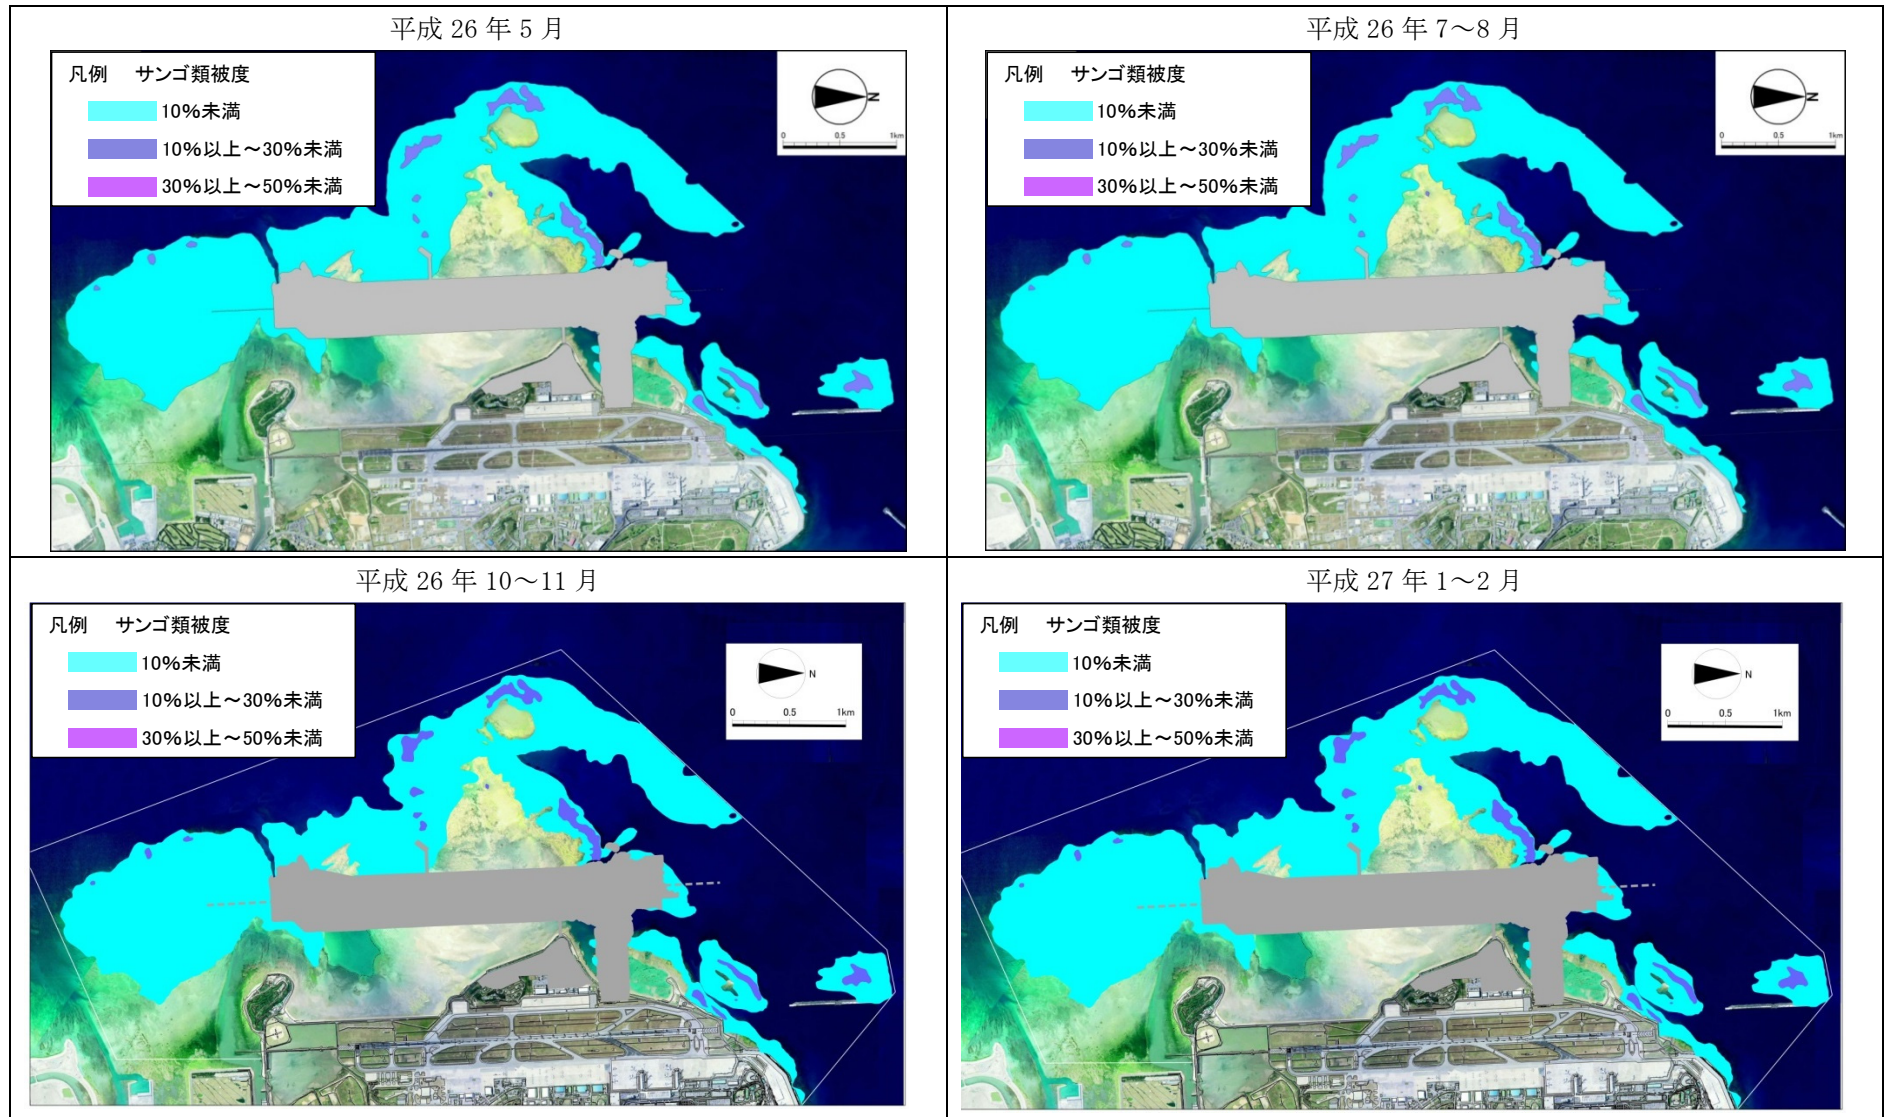 平成 26 年 5 月
凡例 サンゴ類被度
10%未満
10%以上～30%未満
30%以上～50%未満
N
0 0.5 1km
平成 26 年 7～8 月
凡例 サンゴ類被度
10%未満
10%以上～30%未満
30%以上～50%未満
N
0 0.5 1km
平成 26 年 10～11 月
凡例 サンゴ類被度
10%未満
10%以上～30%未満
30%以上～50%未満
N
0 0.5 1km
平成 27 年 1～2 月
凡例 サンゴ類被度
10%未満
10%以上～30%未満
30%以上～50%未満
N
0 0.5 1km